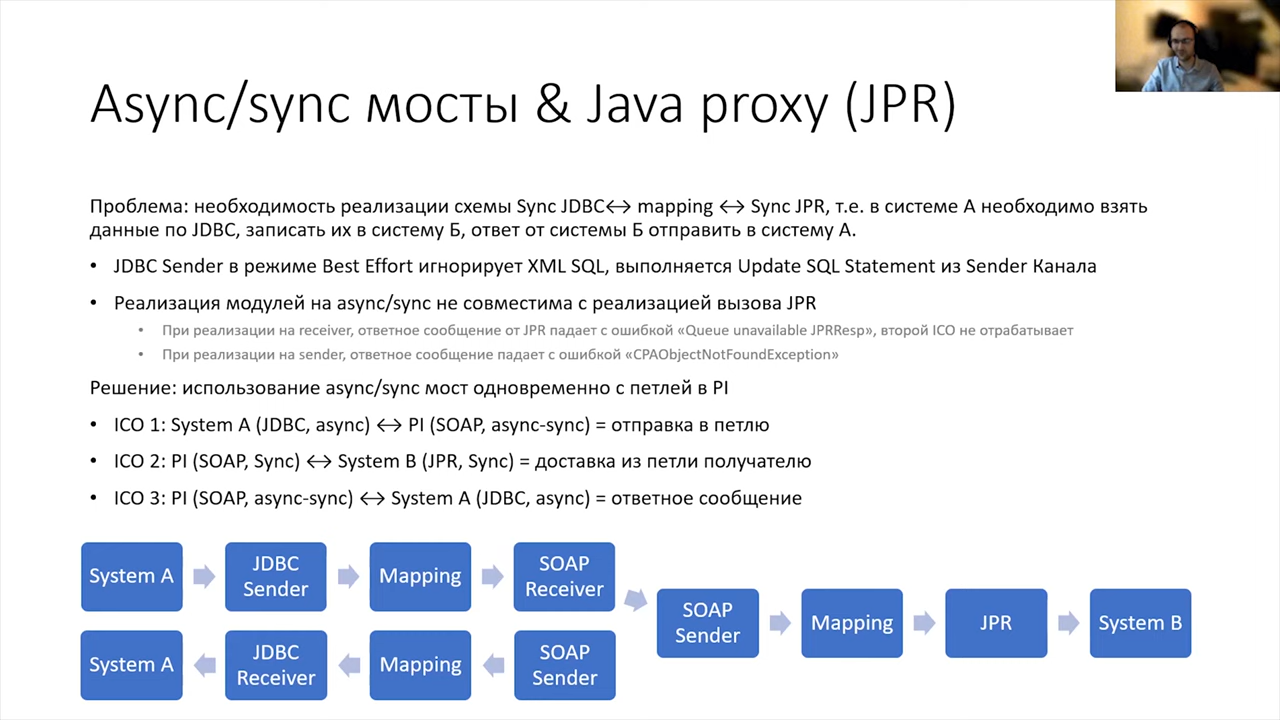 Async/sync мосты & Java proxy (JPR)
Проблема: необходимость реализации схемы Sync JDBC↔ mapping ↔ Sync JPR, т.е. в системе А необходимо взять
данные по JDBC, записать их в систему Б, ответ от системы Б отправить в систему А.
• JDBC Sender в режиме Best Effort игнорирует XML SQL, выполняется Update SQL Statement из Sender Канала
• Реализация модулей на async/sync не совместима с реализацией вызова JPR
• При реализации на receiver, ответное сообщение от JPR падает с ошибкой «Queue unavailable JPRResp», второй ICO не отрабатывает
• При реализации на sender, ответное сообщение падает с ошибкой «CPAObjectNotFoundException»
Решение: использование async/sync мост одновременно с петлей в PI
• ICO 1: System A (JDBC, async) ↔ PI (SOAP, async-sync) = отправка в петлю
• ICO 2: PI (SOAP, Sync) ↔ System B (JPR, Sync) = доставка из петли получателю
• ICO 3: PI (SOAP, async-sync) ↔ System A (JDBC, async) = ответное сообщение
System A
JDBC
Sender
Mapping
SOAP
Receiver
SOAP
Sender
Mapping
JPR
System B
System A
JDBC
Receiver
Mapping
SOAP
Sender